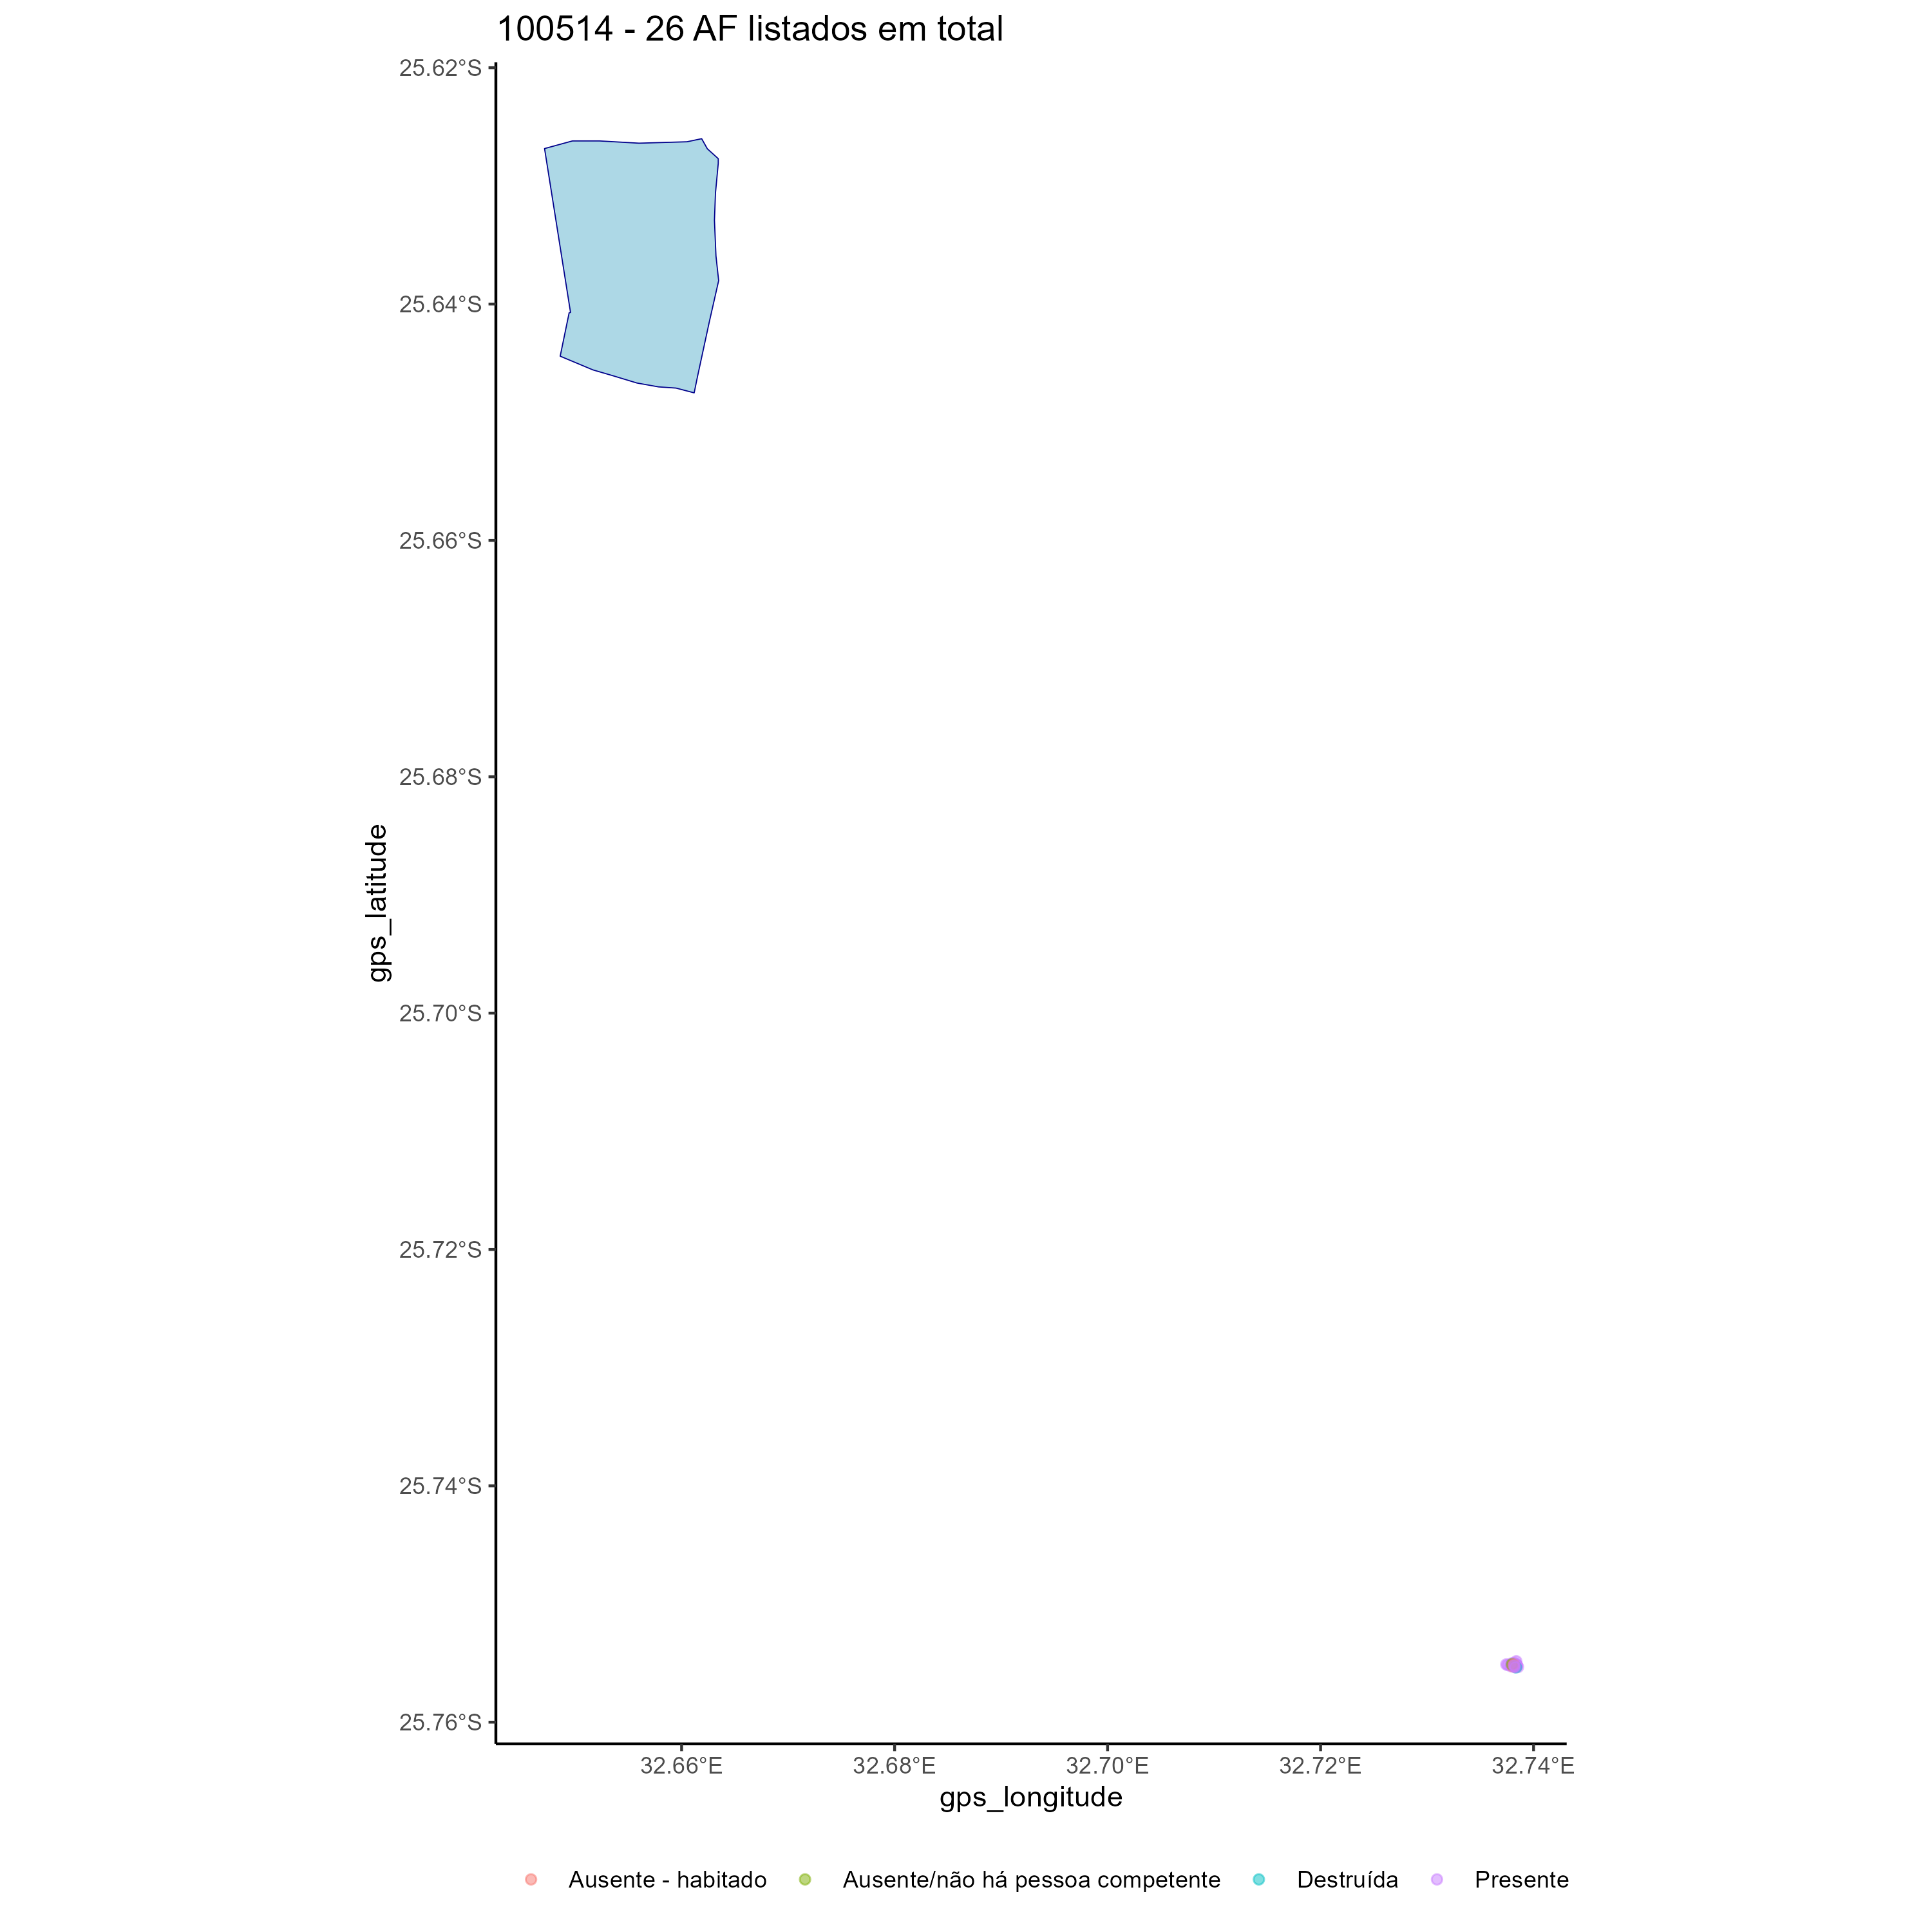 100514 - 26 AF listados em total
25.62°S
25.64°S
25.66°S
25.68°S
25.70°S
25.72°S
25.74°S
25.76°S
gps_latitude
32.66°E 32.68°E 32.70°E 32.72°E 32.74°E
gps_longitude
Ausente - habitado Ausente/não há pessoa competente Destruída Presente